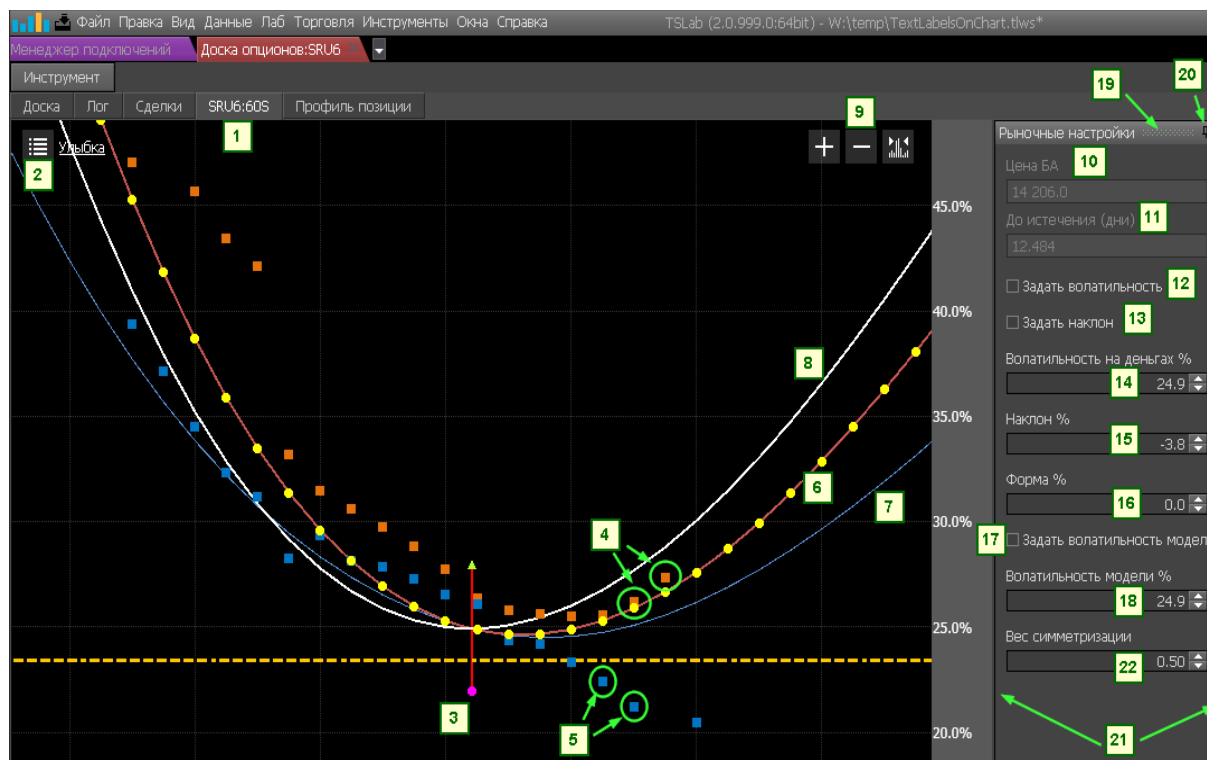 Файл Правка Вид Данные Лаб Торговля Инструменты Окна Справка TSLab (2.0.999.0:64bit) - W:\temp\TextLabelsOnChart.tlws*
Менеджер подключений Доска опционов:SRU6
Инструмент
19
20
Доска Лог Сделки SRU6:60S Профиль позиции
9
1
Рыночные настройки
Улыбка
2
Цена БА 10
14 206.0
45.0%
До истечения (дни) 11
12.484
Задать волатильность 12
40.0%
Задать наклон 13
8
Волатильность на деньгах %
14 24.9
35.0%
Наклон %
15 -3.8
6
Форма %
7
16 0.0
30.0%
4
17 Задать волатильность модел
Волатильность модели %
18 24.9
25.0%
Вес симметризации
22 0.50
3
5
20.0%
21